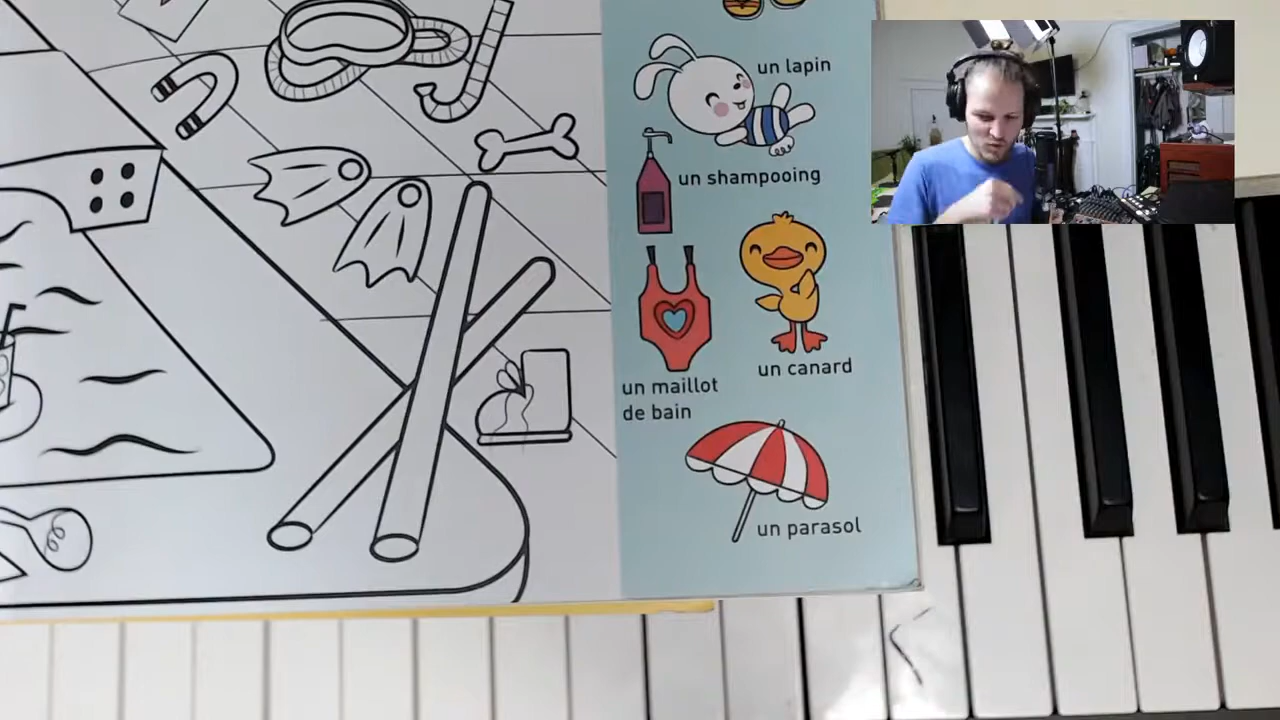 un lapin
un shampooing
un canard
un maillot
de bain
un parasol